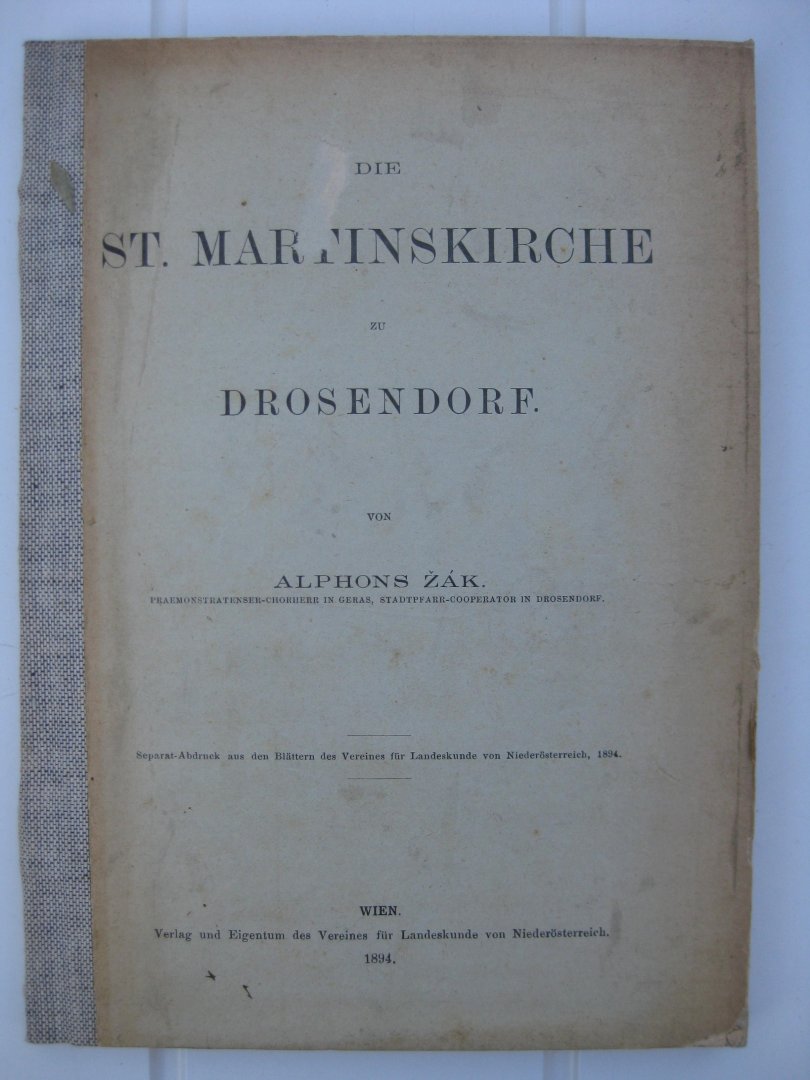 DIE
ST. MARTINSKIRCHE
ZU
DROSENDORF.
VON
ALPHONS ŽÁK.
PRAEMONSTRATENSER-CHORHERR IN GERAS, STADTPFARR-COOPERATOR IN DROSENDORF.
Separat-Abdruck aus den Blättern des Vereines für Landeskunde von Niederösterreich, 1894.
WIEN.
Verlag und Eigentum des Vereines für Landeskunde von Niederösterreich.
1894.